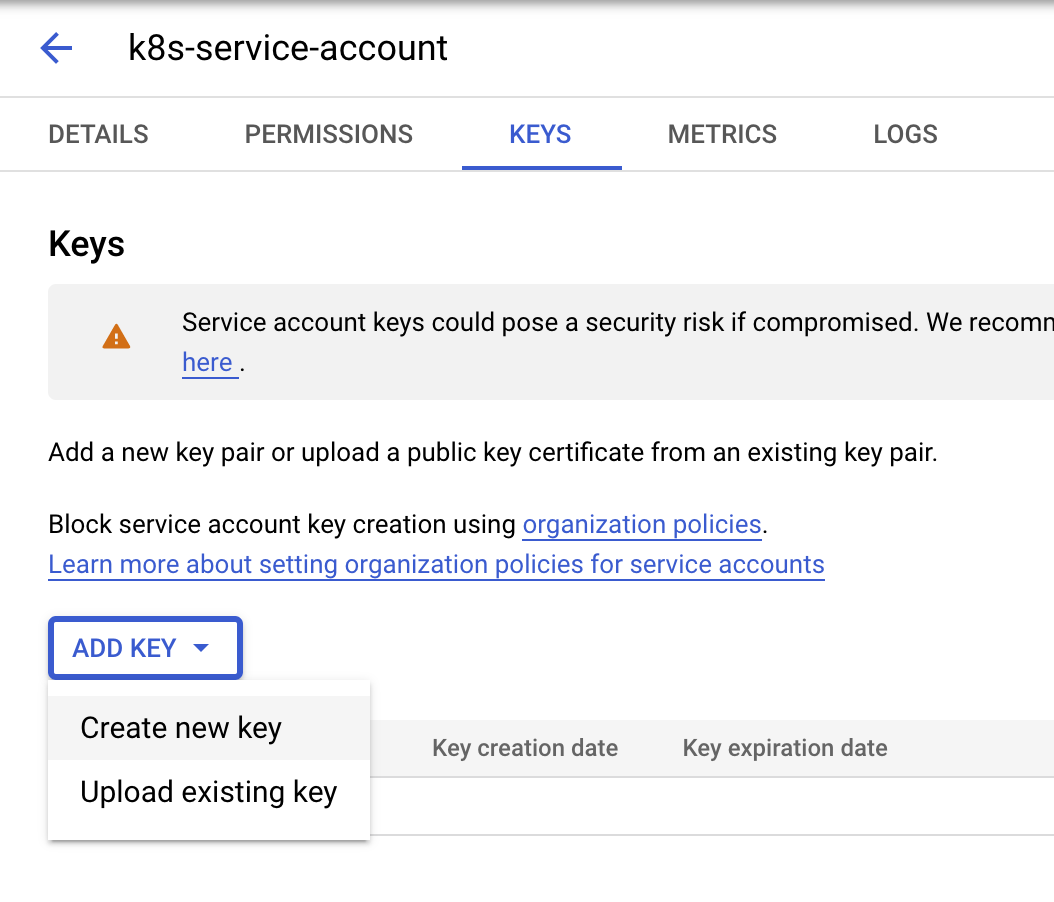 k8s-service-account
DETAILS PERMISSIONS KEYS METRICS LOGS
Keys
Service account keys could pose a security risk if compromised. We
here .
Add a new key pair or upload a public key certificate from an existing key pair.
Block service account key creation using organization policies.
Learn more about setting organization policies for service accounts
ADD KEY
Create new key
Key creation date Key expiration date
Upload existing key